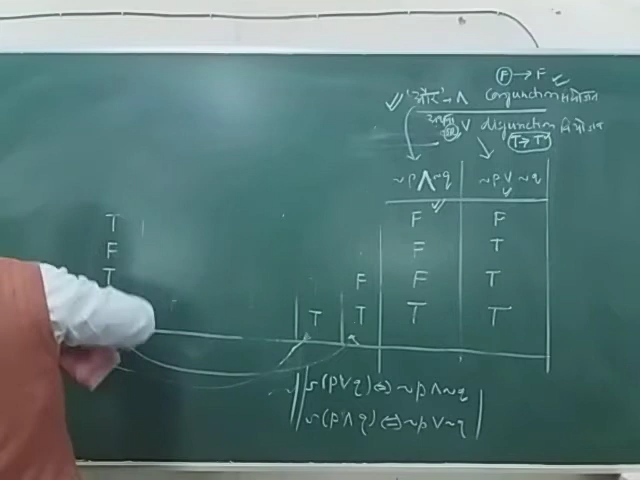 Ⓕ → F ✓
✓ 'और' → ∧ Conjunction संयोजन
अथवा या ∨ disjunction वियोजन
T → T
~p ∧ ~q ~p ∨ ~q
T F F
F F T
T F F T
T T T T
~(p∨q) ⇔ ~p ∧ ~q
~(p∧q) ⇔ ~p ∨ ~q